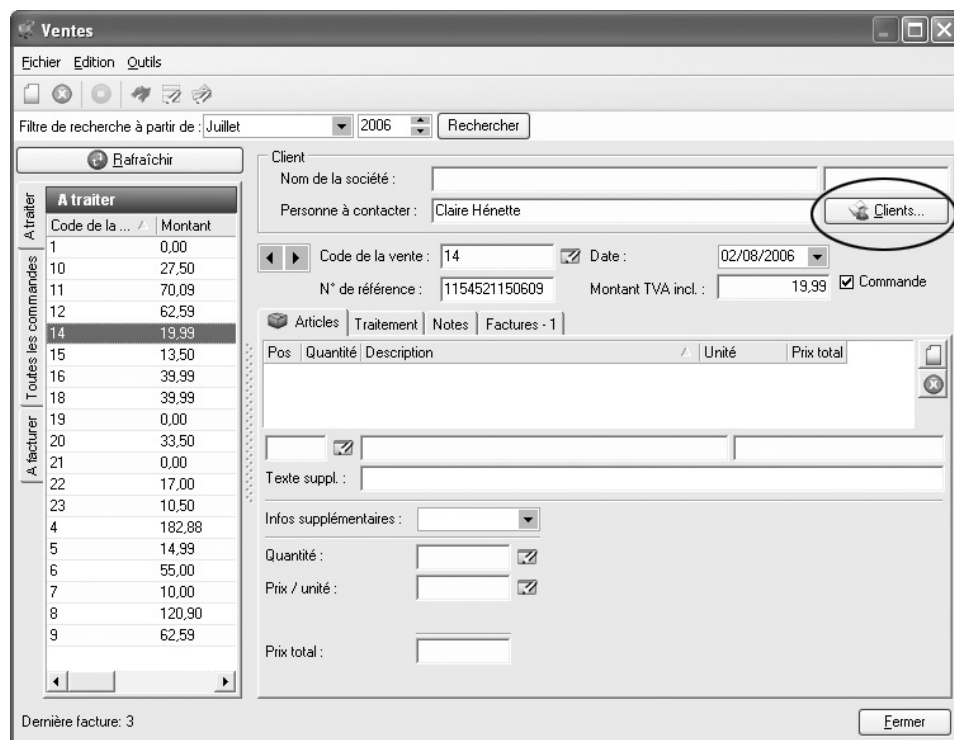 Ventes
Fichier Edition Outils
Filtre de recherche à partir de : Juillet 2006 Rechercher
Rafraîchir
A traiter
Toutes les commandes
A facturer
A traiter
Code de la ... Montant
1 0,00
10 27,50
11 70,09
12 62,59
14 19,99
15 13,50
16 39,99
18 39,99
19 0,00
20 33,50
21 0,00
22 17,00
23 10,50
4 182,88
5 14,99
6 55,00
7 10,00
8 120,90
9 62,59
Client
Nom de la société :
Personne à contacter : Claire Hénette Clients...
Code de la vente : 14 Date : 02/08/2006
N° de référence : 1154521150609 Montant TVA incl. : 19,99 Commande
Articles Traitement Notes Factures - 1
Pos Quantité Description Unité Prix total
Texte suppl. :
Infos supplémentaires :
Quantité :
Prix / unité :
Prix total :
Dernière facture: 3 Fermer